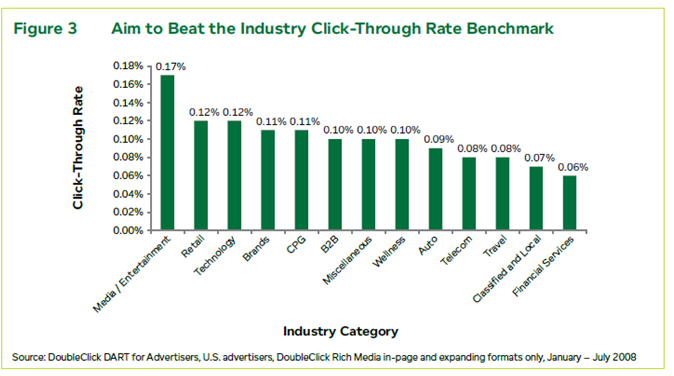 Figure 3 Aim to Beat the Industry Click-Through Rate Benchmark
0.18%
0.16%
0.14%
0.12%
0.10%
0.08%
0.06%
0.04%
0.02%
0.00%
Click-Through Rate
0.17%
0.12% 0.12%
0.11% 0.11%
0.10% 0.10% 0.10%
0.09%
0.08% 0.08%
0.07%
0.06%
Media / Entertainment
Retail
Technology
Brands
CPG
B2B
Miscellaneous
Wellness
Auto
Telecom
Travel
Classified and Local
Financial Services
Industry Category
Source: DoubleClick DART for Advertisers, U.S. advertisers, DoubleClick Rich Media in-page and expanding formats only, January – July 2008